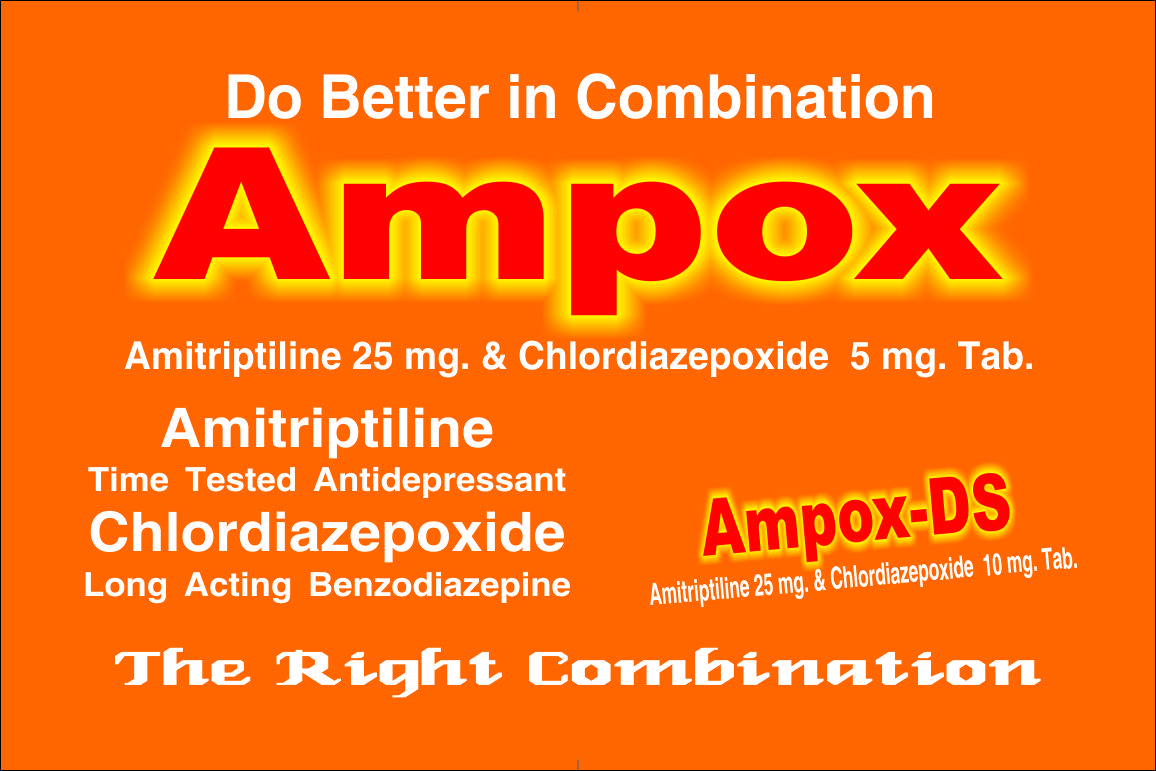 Do Better in Combination
Ampox
Amitriptiline 25 mg. & Chlordiazepoxide 5 mg. Tab.
Amitriptiline
Time Tested Antidepressant
Chlordiazepoxide
Long Acting Benzodiazepine
Ampox-DS
Amitriptiline 25 mg. & Chlordiazepoxide 10 mg. Tab.
The Right Combination